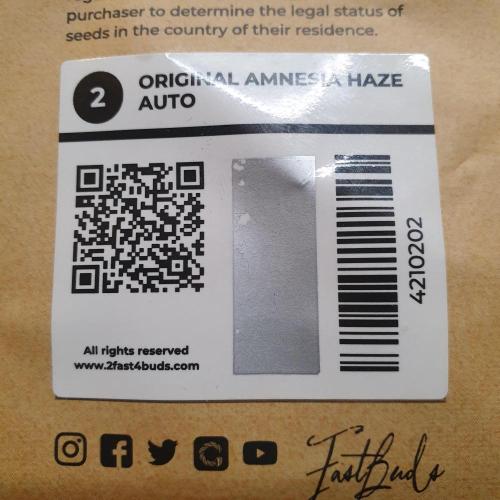 purchaser to determine the legal status of
seeds in the country of their residence.
2
ORIGINAL AMNESIA HAZE
AUTO
4210202
All rights reserved
www.2fast4buds.com
FastBuds